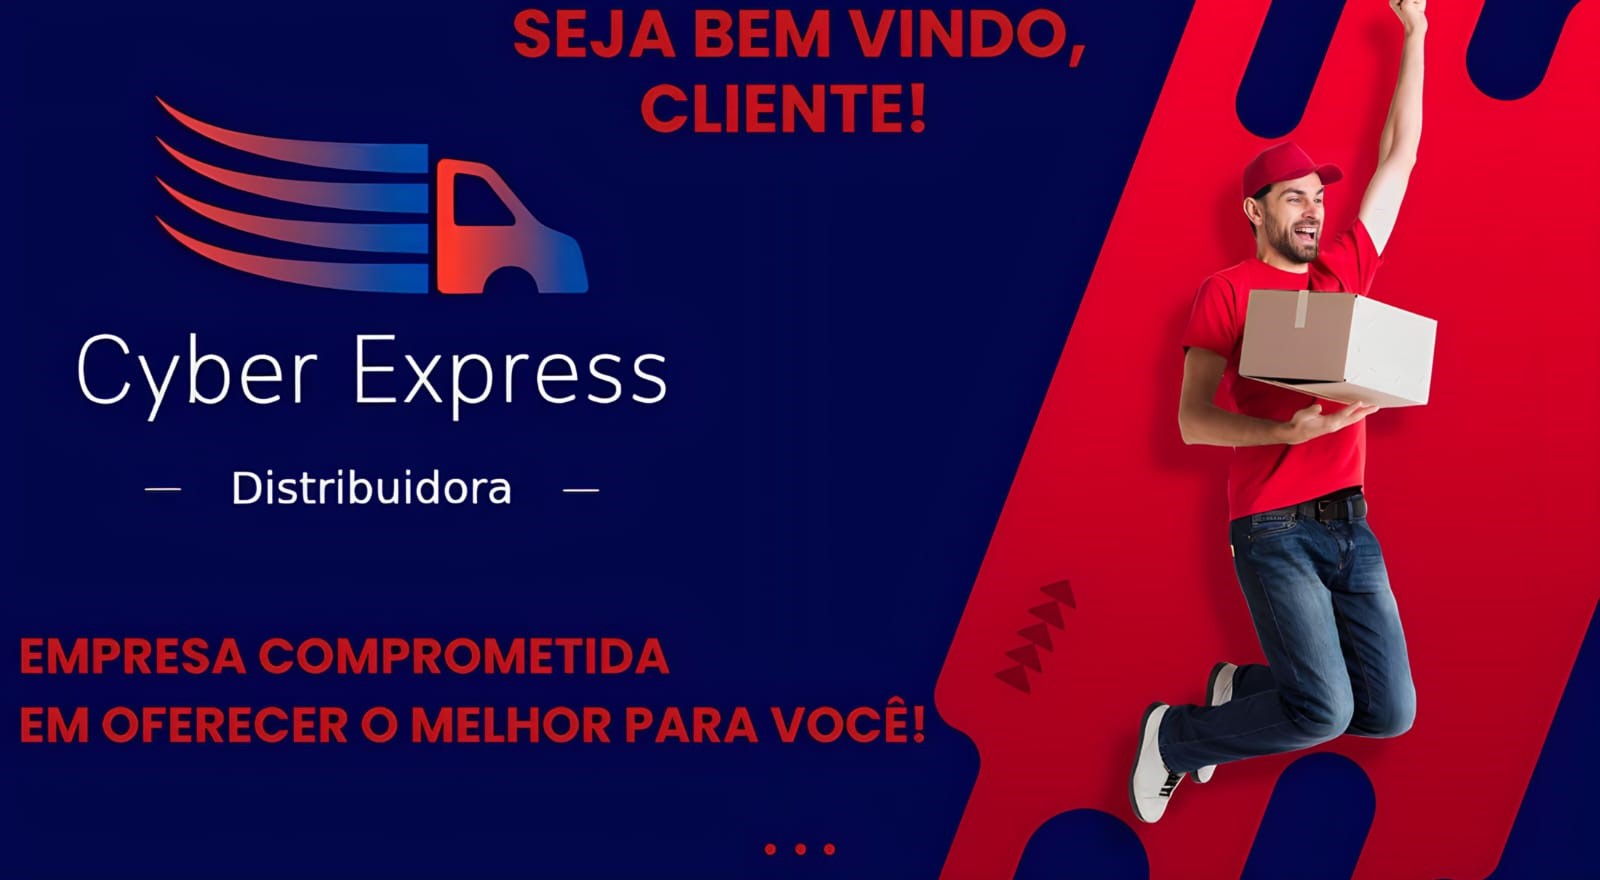 SEJA BEM VINDO,
CLIENTE!
Cyber Express
— Distribuidora —
EMPRESA COMPROMETIDA
EM OFERECER O MELHOR PARA VOCÊ!
...